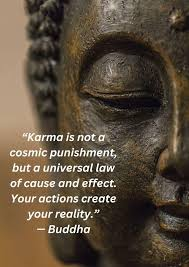 “Karma is not a
cosmic punishment,
but a universal law
of cause and effect.
Your actions create
your reality.”
— Buddha